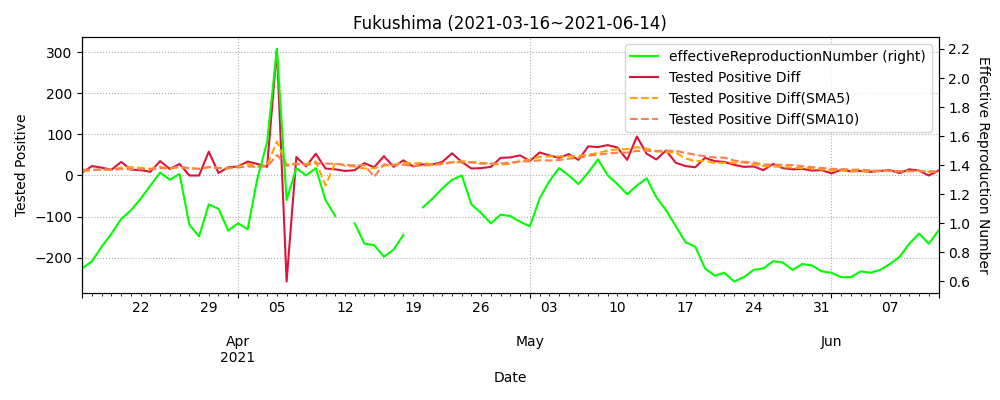 Fukushima (2021-03-16~2021-06-14)
effectiveReproductionNumber (right)
Tested Positive Diff
Tested Positive Diff(SMA5)
Tested Positive Diff(SMA10)
Tested Positive
300
200
100
0
−100
−200
2.2
2.0
1.8
1.6
1.4
1.2
1.0
0.8
0.6
Effective Reproduction Number
22 29 05 12 19 26 03 10 17 24 31 07
Apr May Jun
2021
Date